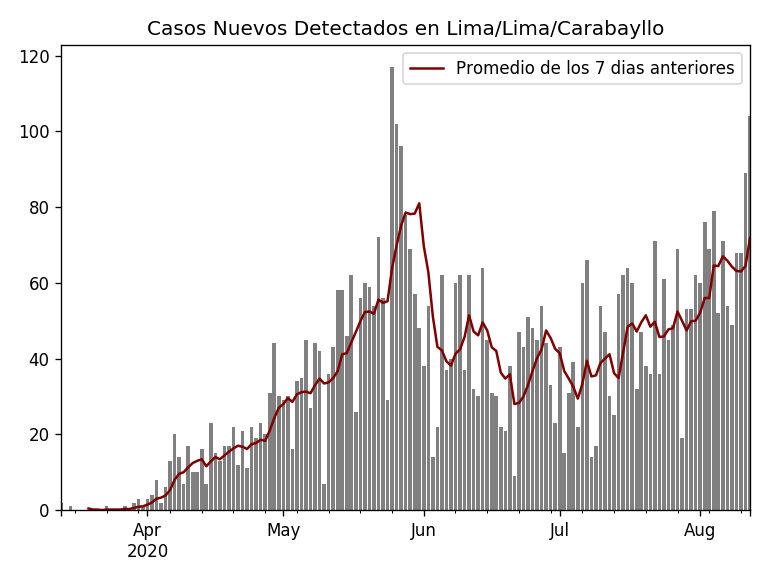 Casos Nuevos Detectados en Lima/Lima/Carabayllo
Promedio de los 7 dias anteriores
120
100
80
60
40
20
0
Apr
2020
May
Jun
Jul
Aug